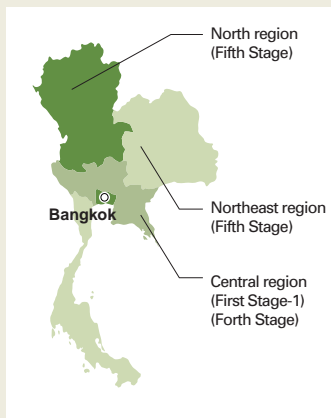 North region
(Fifth Stage)
Bangkok
Northeast region
(Fifth Stage)
Central region
(First Stage-1)
(Forth Stage)